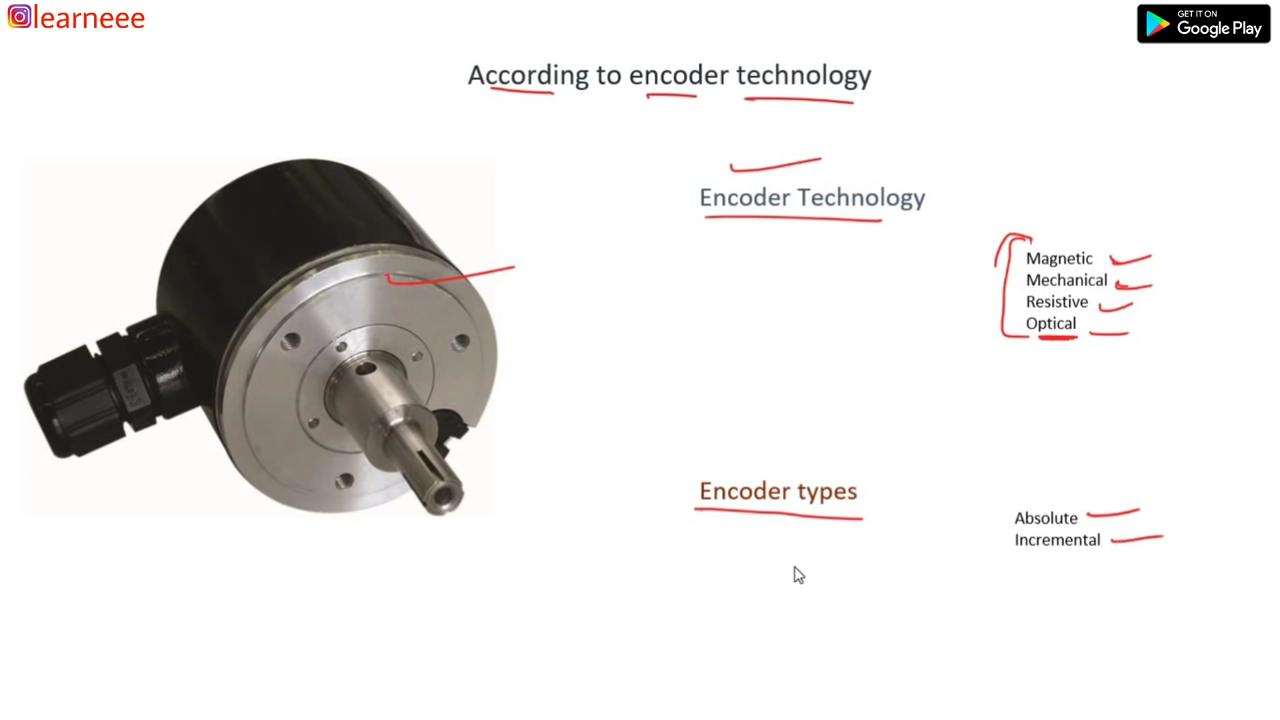 learneee
GET IT ON
Google Play
According to encoder technology
Encoder Technology
Magnetic
Mechanical
Resistive
Optical
Encoder types
Absolute
Incremental